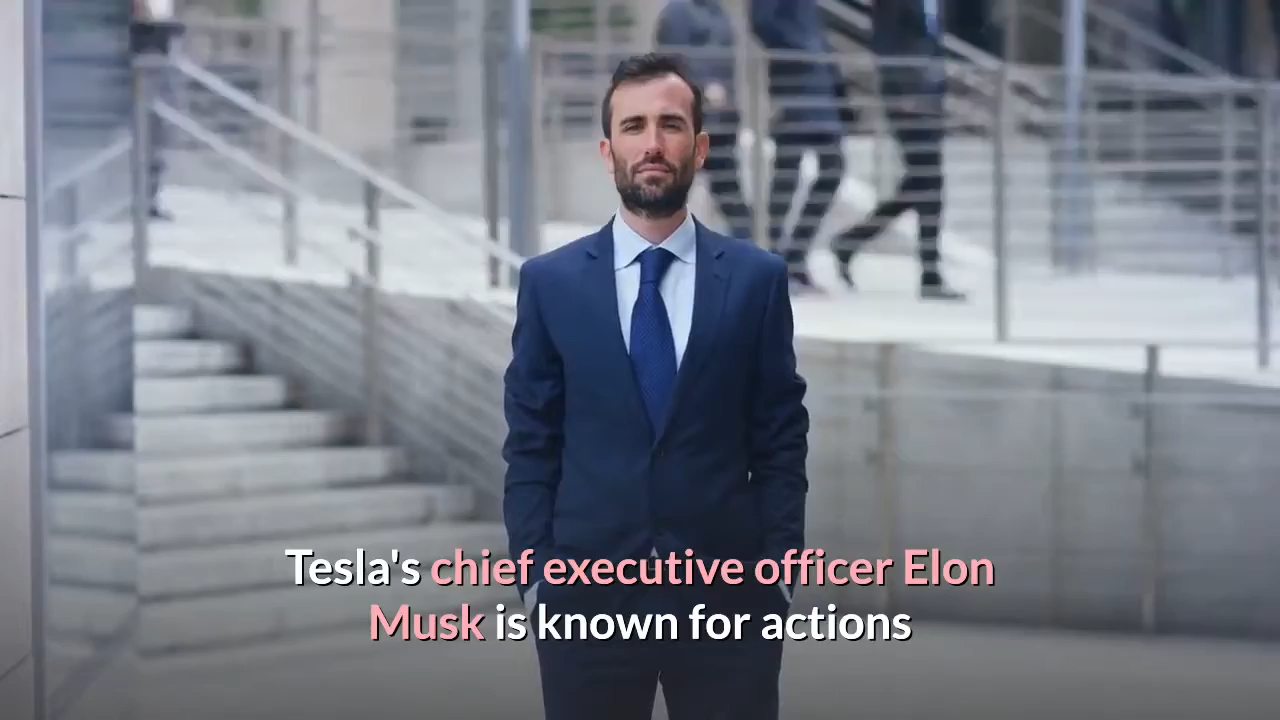 Tesla's chief executive officer Elon
Musk is known for actions